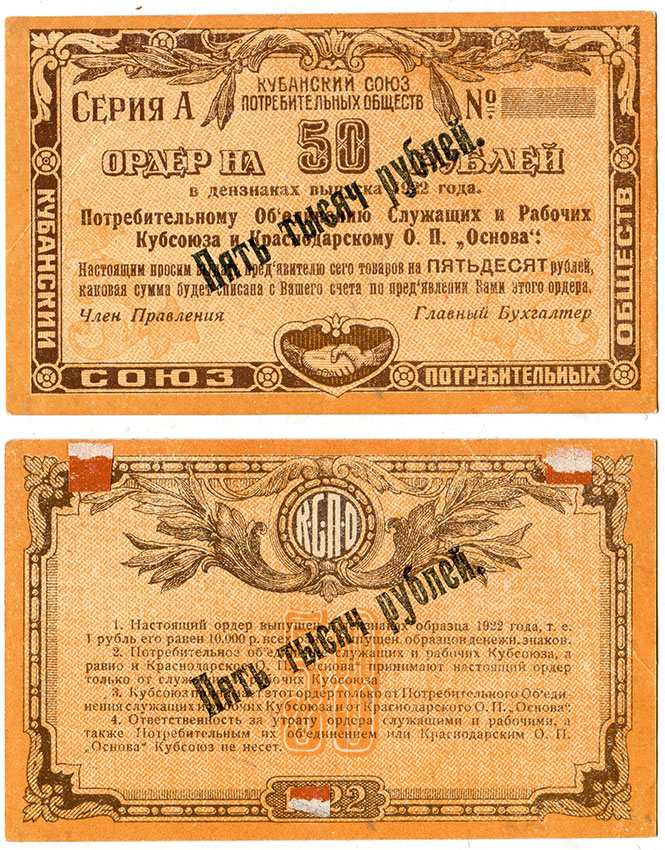 КУБАНСКИЙ СОЮЗ
ПОТРЕБИТЕЛЬНЫХ ОБЩЕСТВ
СЕРИЯ А
№
ОРДЕР НА 50 РУБЛЕЙ
в дензнаках выпуска 1922 года.
Потребительному Об'единению Служащих и Рабочих
Кубсоюза и Краснодарскому О. П. „Основа“:
Настоящим просим пред'явителю сего товаров на ПЯТЬДЕСЯТ рублей,
каковая сумма будет списана с Вашего счета по пред'явлении Вами этого ордера.
Член Правления
Главный Бухгалтер
Пять тысяч рублей.
КУБАНСКИЙ
СОЮЗ
ПОТРЕБИТЕЛЬНЫХ
ОБЩЕСТВ
К.С.П.О
50
1. Настоящий ордер выпущен в дензнаках образца 1922 года, т. е.
1 рубль его равен 10.000 р. всех выпущен. образцов денежн. знаков.
2. Потребительное об'единение служащих и рабочих Кубсоюза, а
равно и Краснодарское О. П. „Основа“ принимают настоящий ордер
только от служащих и рабочих Кубсоюза.
3. Кубсоюз принимает этот ордер только от Потребительного Об'еди-
нения служащих и рабочих Кубсоюза и от Краснодарского О. П. „Основа“.
4. Ответственность за утрату ордера служащими и рабочими, а
также Потребительным их об'единением или Краснодарским О. П.
„Основа“ Кубсоюз не несет.
Пять тысяч рублей.
22